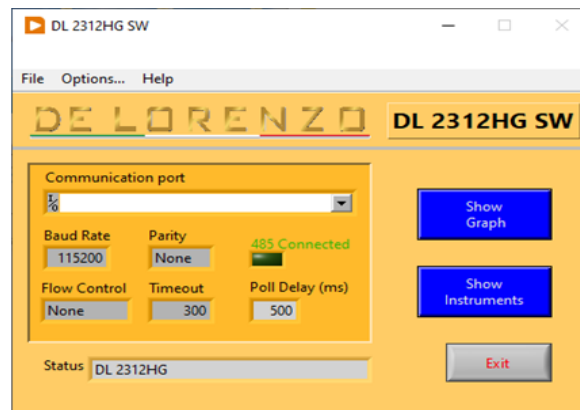 DL 2312HG SW
File Options... Help
DE LORENZO
DL 2312HG SW
Communication port
I/O
Baud Rate Parity 485 Connected
115200 None
Flow Control Timeout Poll Delay (ms)
None 300 500
Status DL 2312HG
Show
Graph
Show
Instruments
Exit